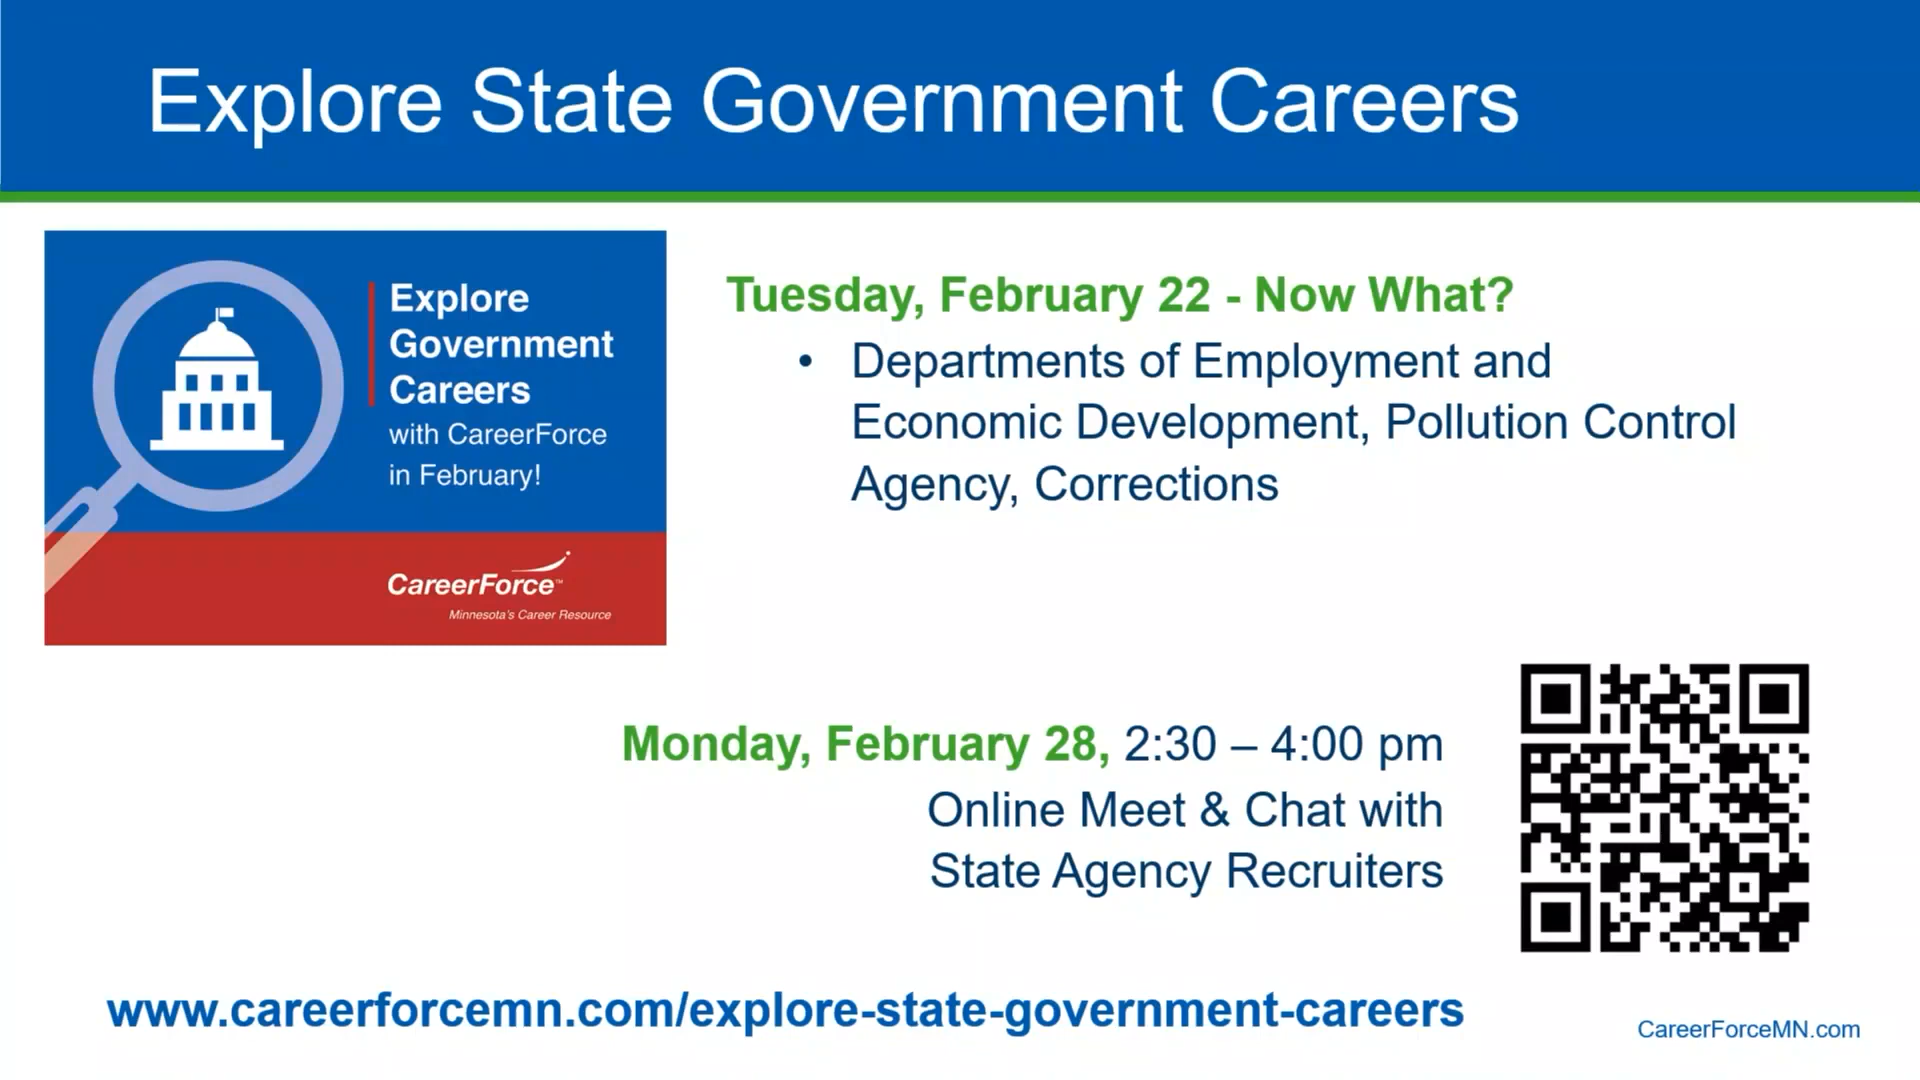 Explore State Government Careers
Explore
Government
Careers
with CareerForce
in February!
CareerForce™
Minnesota's Career Resource
Tuesday, February 22 - Now What?
• Departments of Employment and
Economic Development, Pollution Control
Agency, Corrections
Monday, February 28, 2:30 – 4:00 pm
Online Meet & Chat with
State Agency Recruiters
www.careerforcemn.com/explore-state-government-careers
CareerForceMN.com